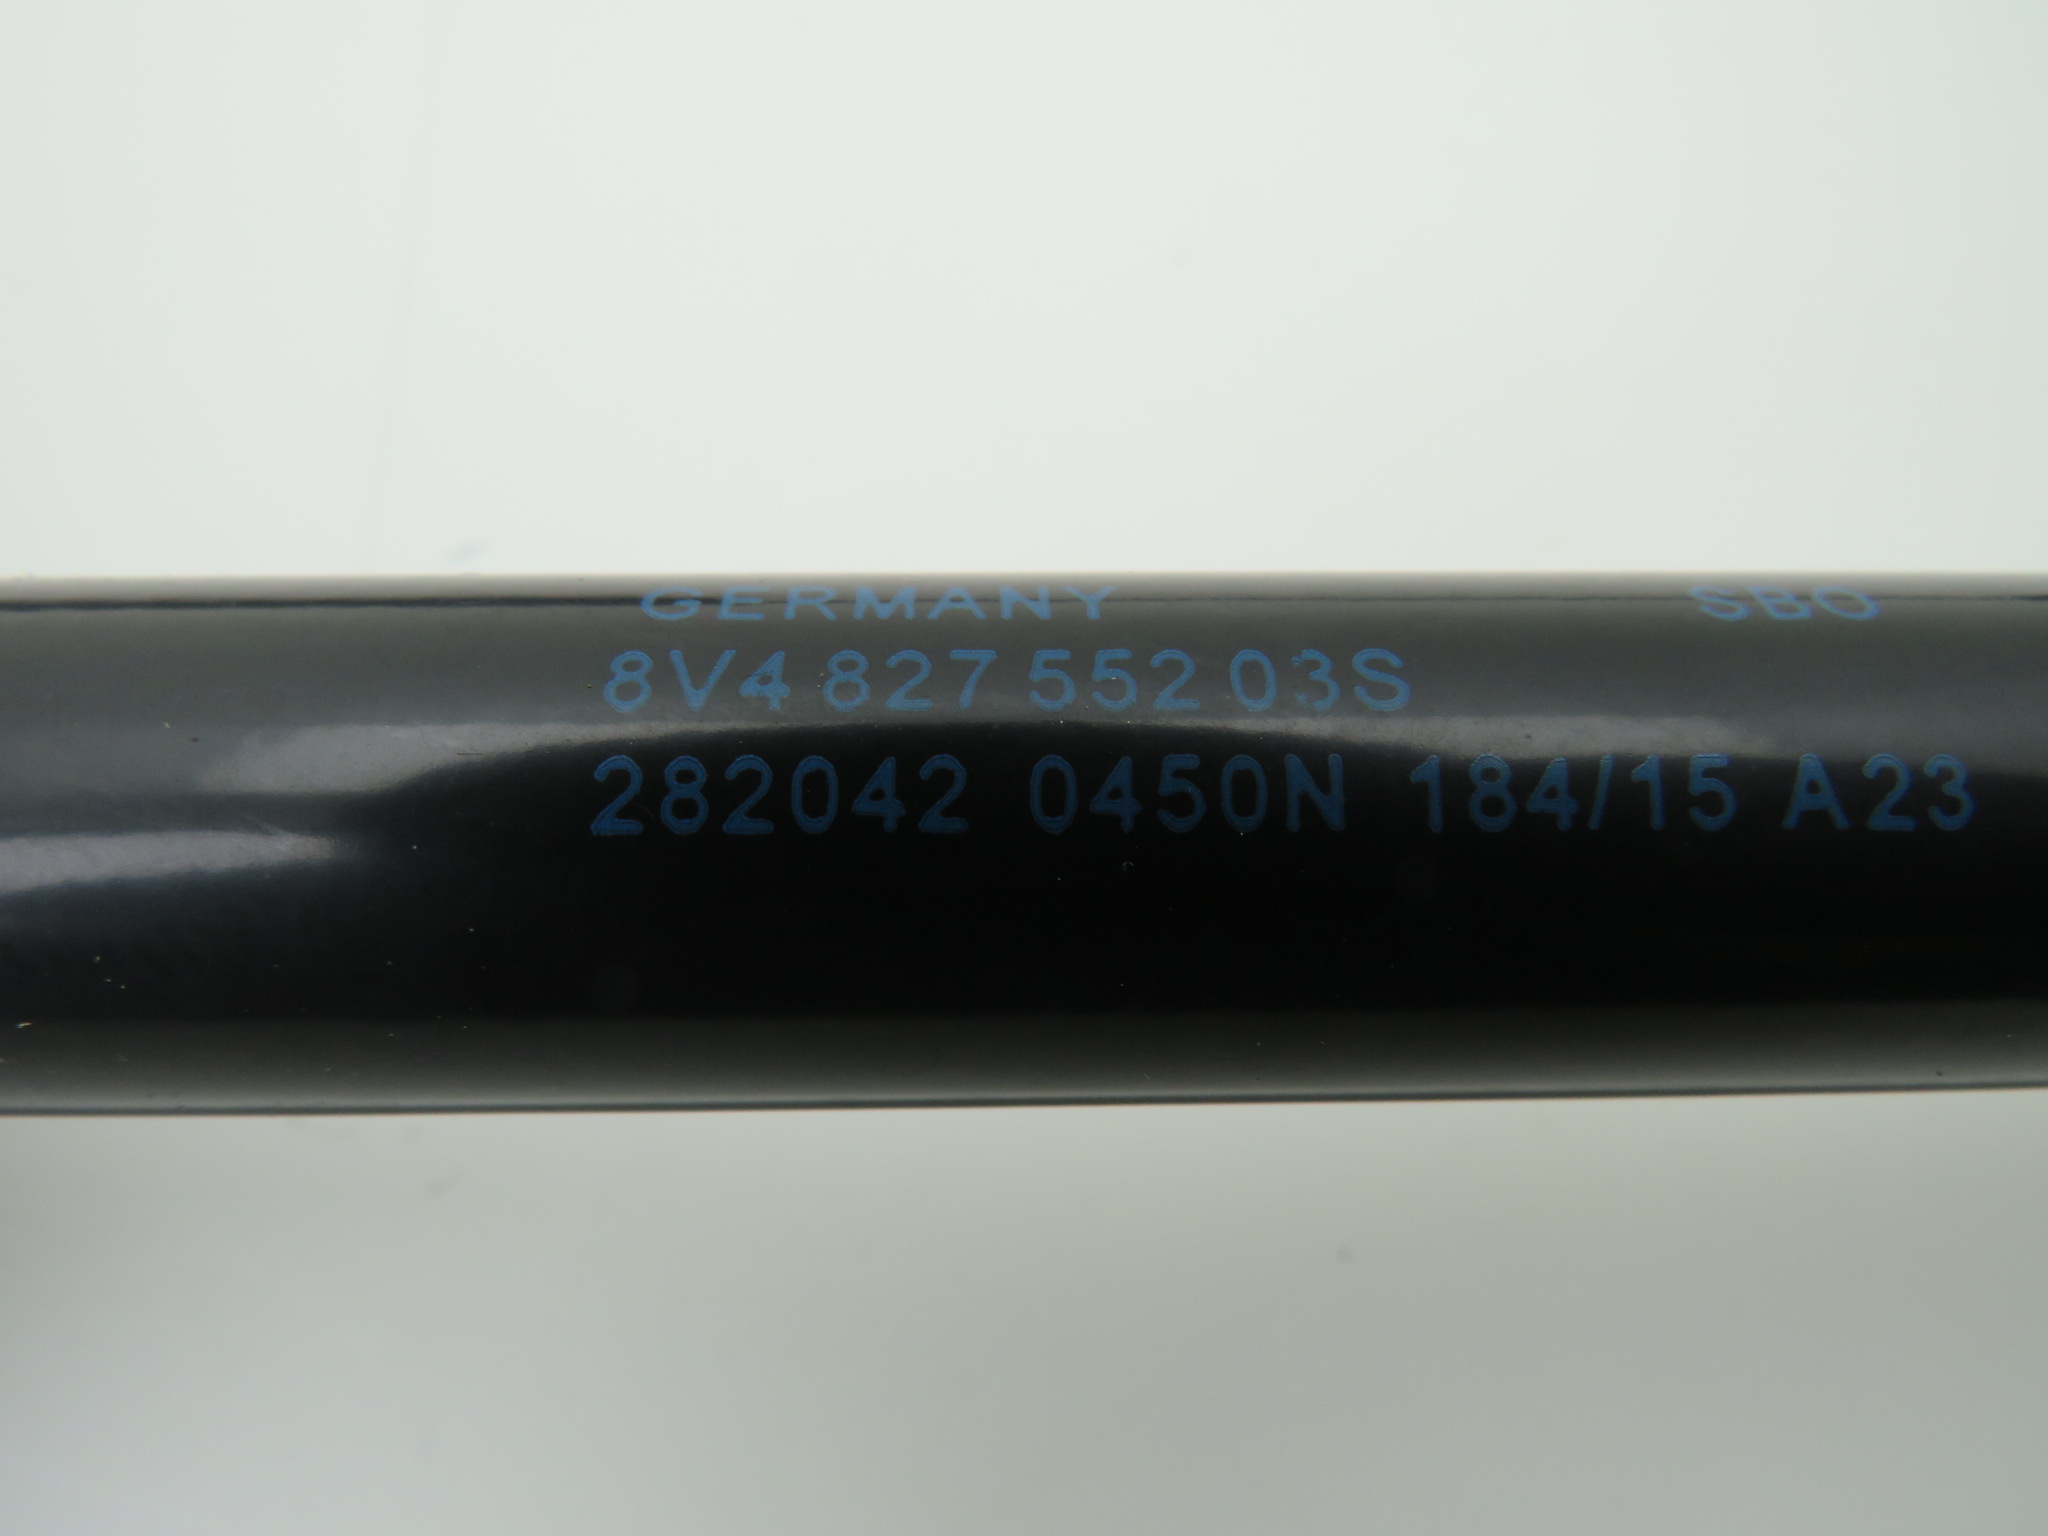 GERMANY SBO
8V4 827 552 03S
282042 0450N 184/15 A23